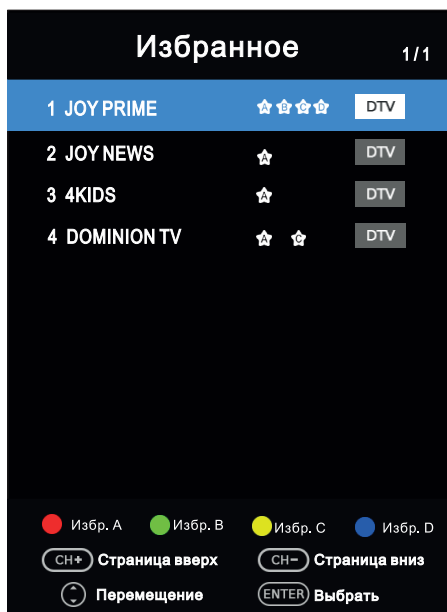 Избранное 1/1
1 JOY PRIME A B C D DTV
2 JOY NEWS A DTV
3 4KIDS A DTV
4 DOMINION TV A C DTV
Избр. A Избр. B Избр. C Избр. D
CH+ Страница вверх CH− Страница вниз
Перемещение ENTER Выбрать